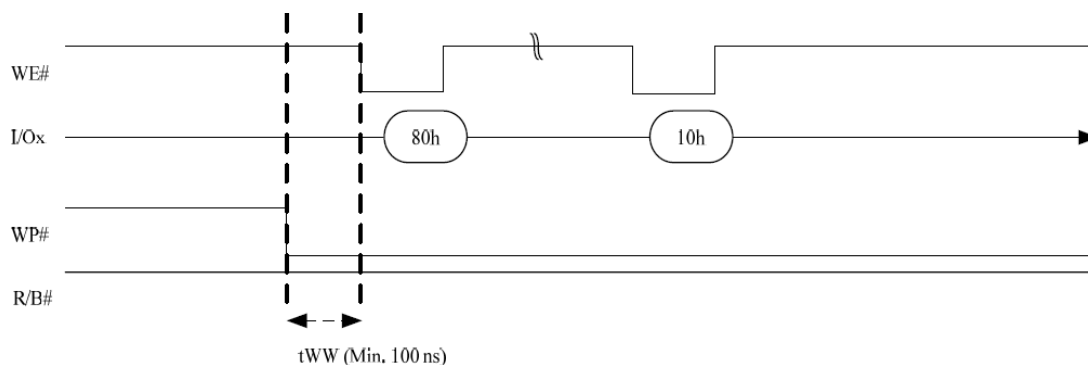 WE#
I/Ox
80h
10h
WP#
R/B#
tWW (Min. 100 ns)